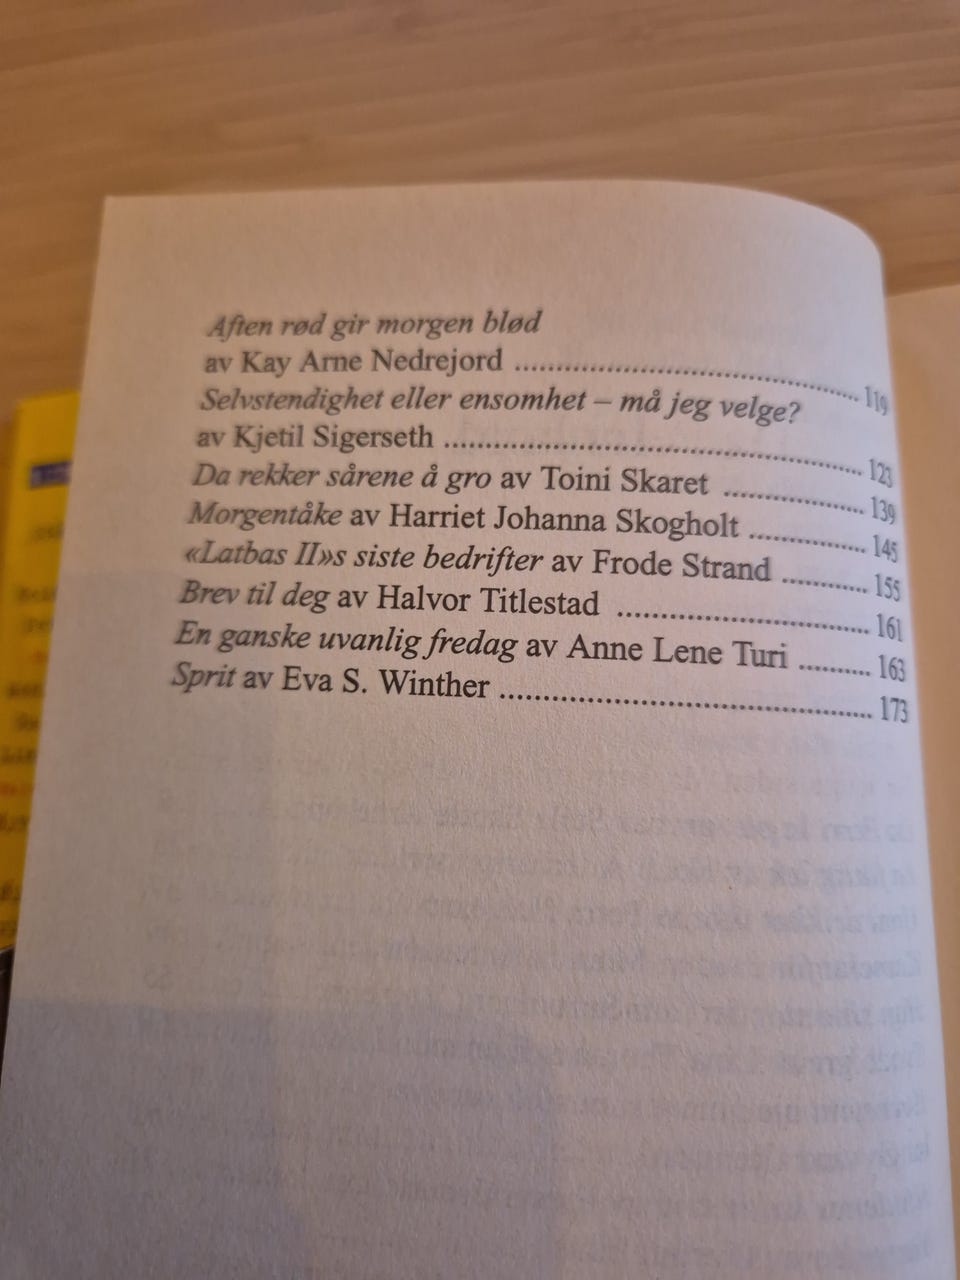 Aften rød gir morgen blød
av Kay Arne Nedrejord .......................................... 119
Selvstendighet eller ensomhet – må jeg velge?
av Kjetil Sigerseth .................................................... 123
Da rekker sårene å gro av Toini Skaret ................. 139
Morgentåke av Harriet Johanna Skogholt .............. 145
«Latbas II»s siste bedrifter av Frode Strand ........... 155
Brev til deg av Halvor Titlestad ............................... 161
En ganske uvanlig fredag av Anne Lene Turi ......... 163
Sprit av Eva S. Winther ............................................. 173